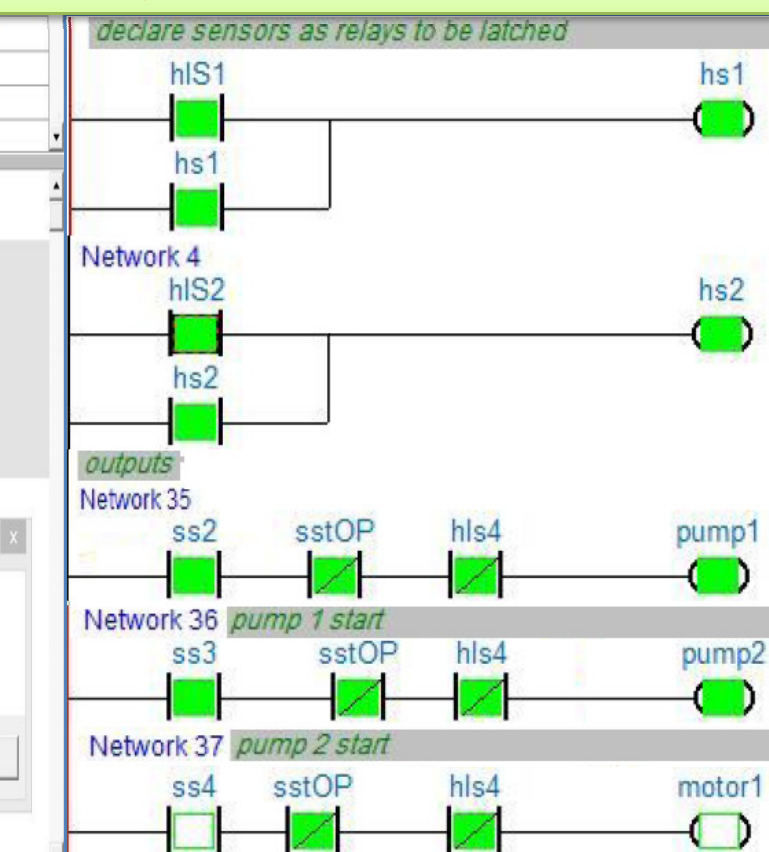 declare sensors as relays to be latched
hlS1 hs1
hs1
Network 4
hlS2 hs2
hs2
outputs
Network 35
ss2 sstOP hls4 pump1
Network 36 pump 1 start
ss3 sstOP hls4 pump2
Network 37 pump 2 start
ss4 sstOP hls4 motor1
x